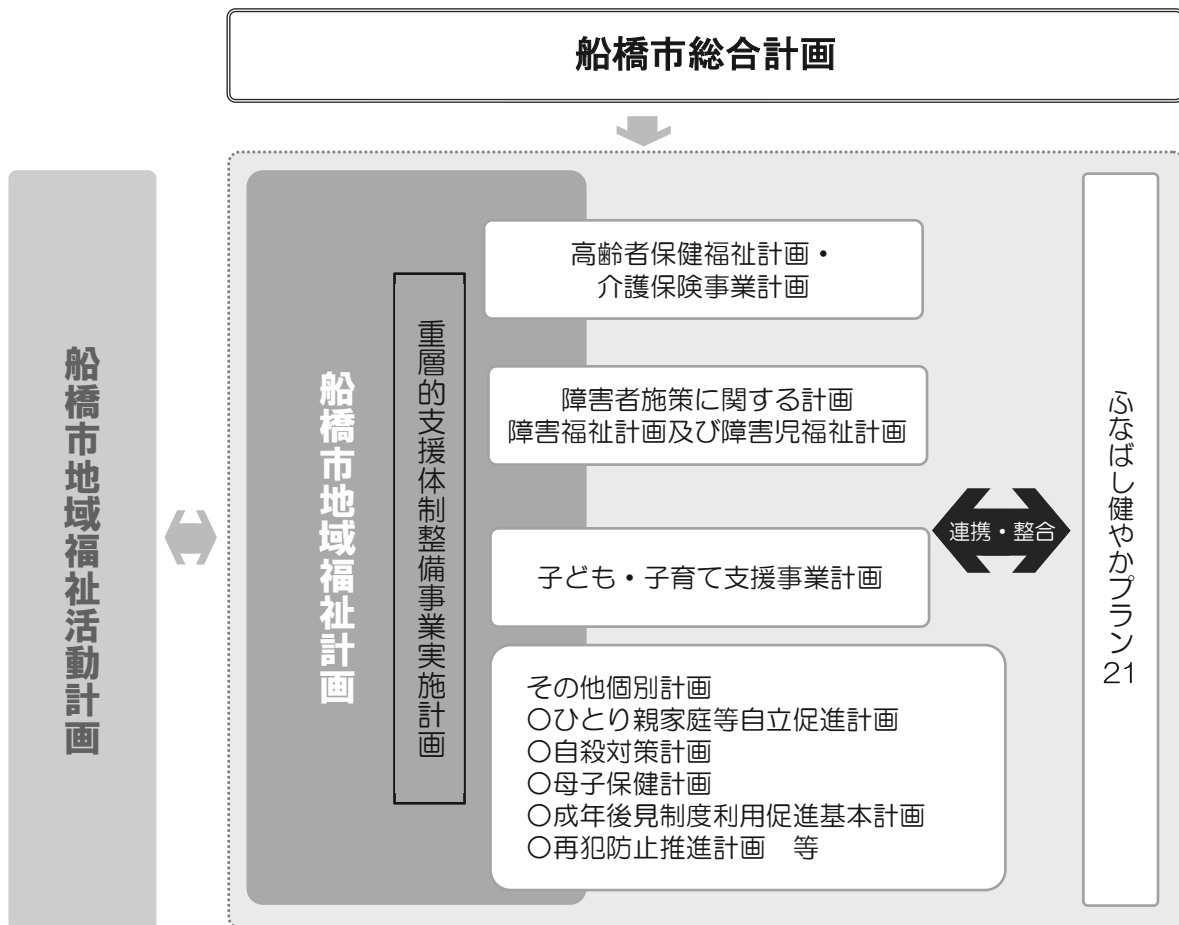 船橋市総合計画
船橋市地域福祉活動計画
船橋市地域福祉計画
重層的支援体制整備事業実施計画
高齢者保健福祉計画・
介護保険事業計画
障害者施策に関する計画
障害福祉計画及び障害児福祉計画
子ども・子育て支援事業計画
その他個別計画
○ひとり親家庭等自立促進計画
○自殺対策計画
○母子保健計画
○成年後見制度利用促進基本計画
○再犯防止推進計画　等
連携・整合
ふなばし健やかプラン21